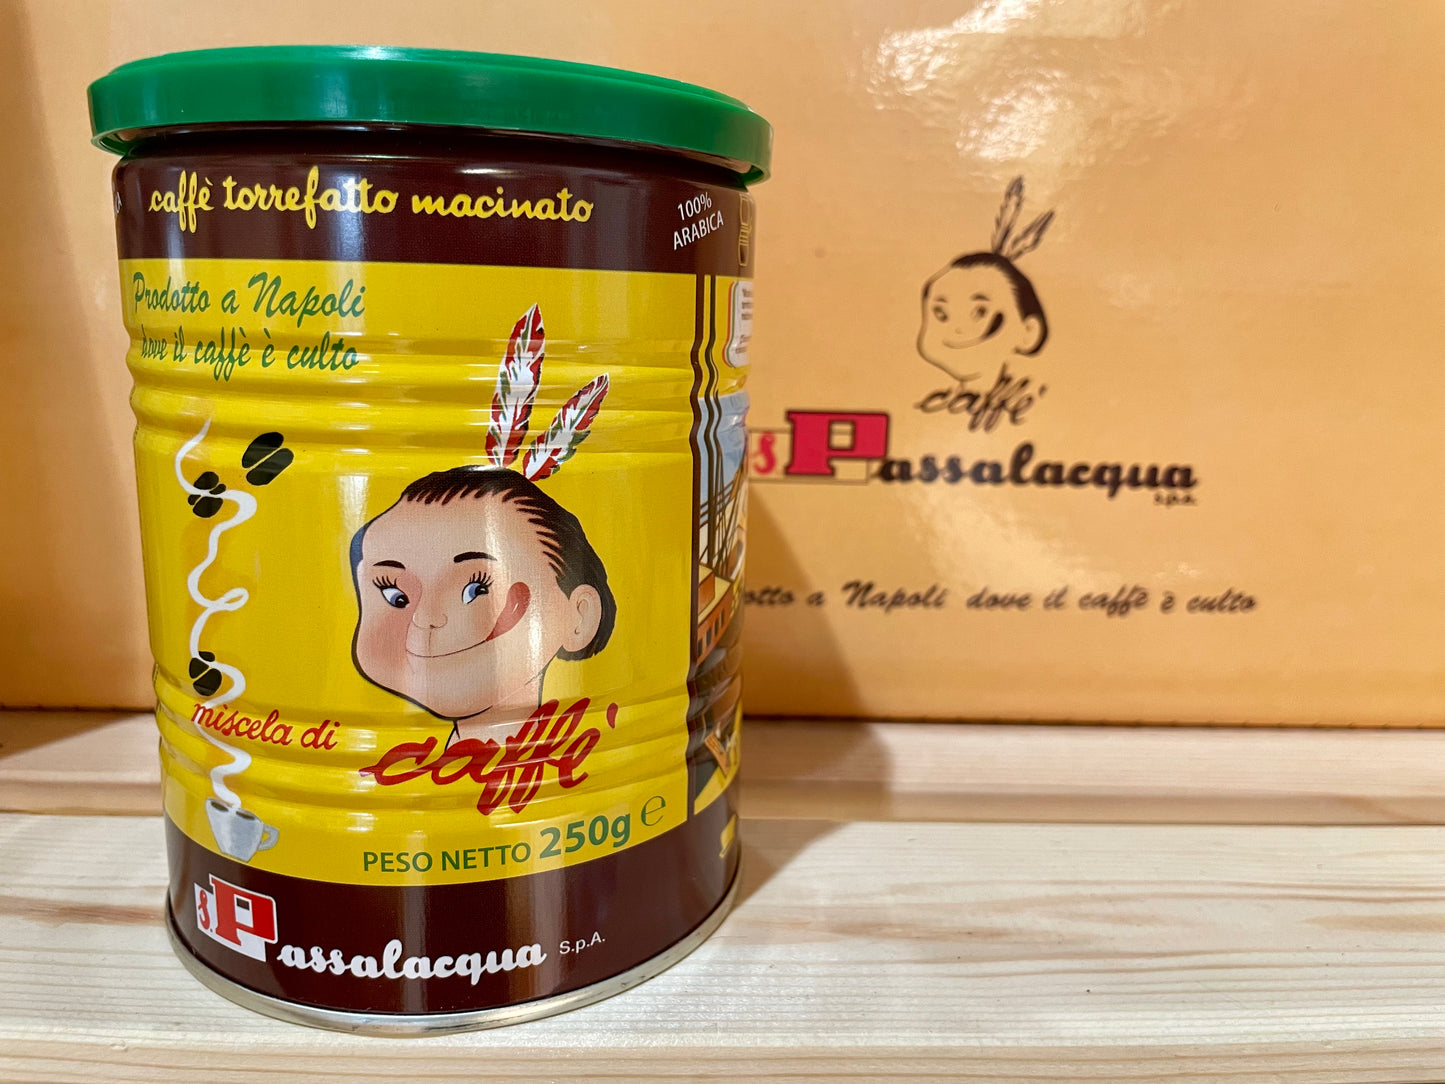 caffè torrefatto macinato
100%
ARABICA
Prodotto a Napoli
dove il caffè è culto
miscela di
caffè
PESO NETTO 250g ℮
S.Passalacqua S.p.A.
caffè
S.Passalacqua
s.p.a.
a Napoli dove il caffè è culto